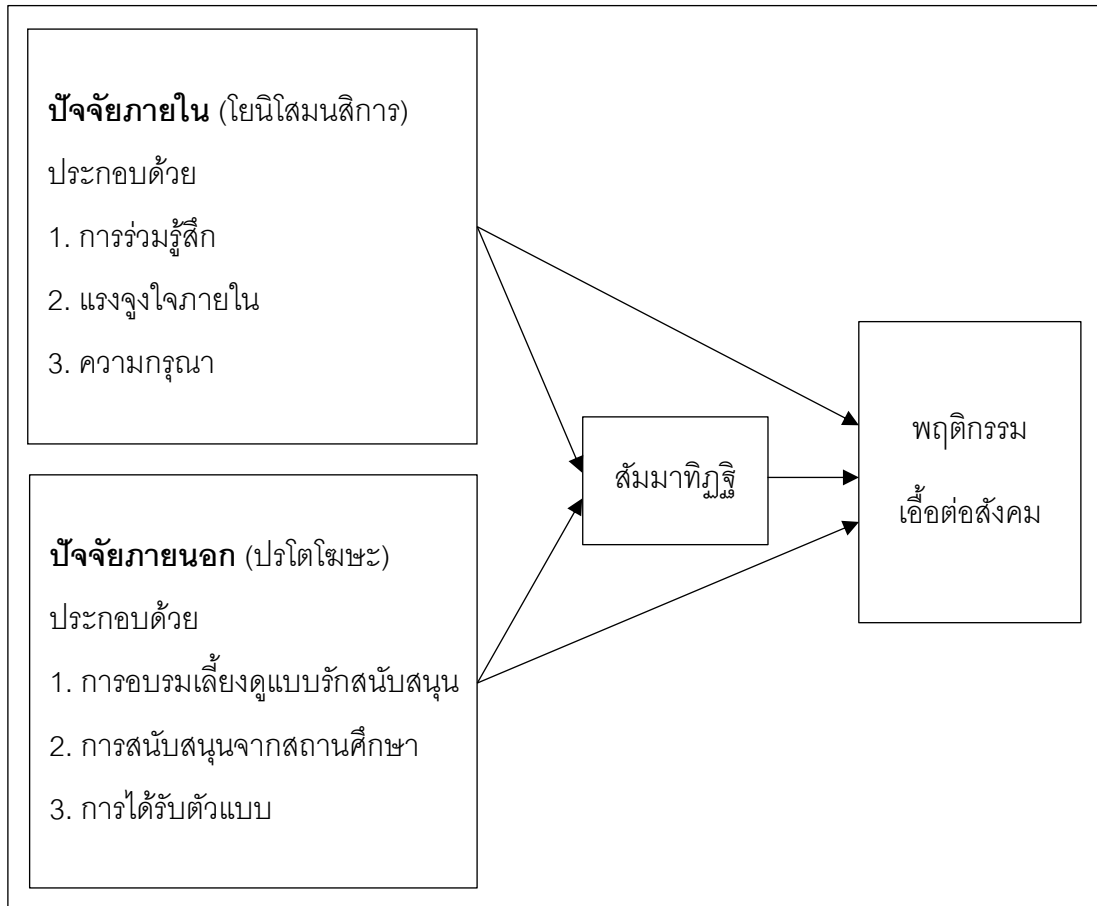 ปัจจัยภายใน (โยนิโสมนสิการ)
ประกอบด้วย
1. การร่วมรู้สึก
2. แรงจูงใจภายใน
3. ความกรุณา
ปัจจัยภายนอก (ปรโตโฆษะ)
ประกอบด้วย
1. การอบรมเลี้ยงดูแบบรักสนับสนุน
2. การสนับสนุนจากสถานศึกษา
3. การได้รับตัวแบบ
สัมมาทิฏฐิ
พฤติกรรม
เอื้อต่อสังคม